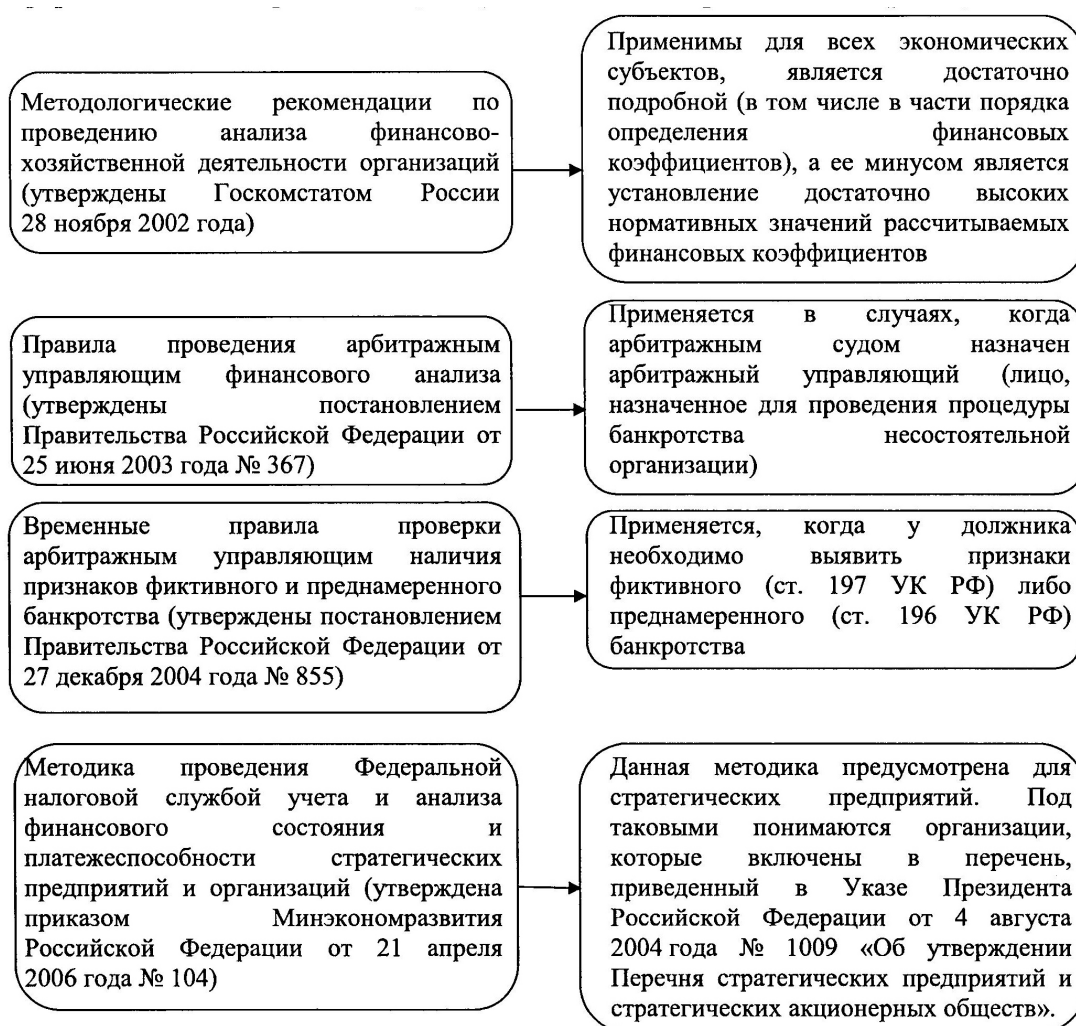 Методологические рекомендации по
проведению анализа финансово-
хозяйственной деятельности организаций
(утверждены Госкомстатом России
28 ноября 2002 года)
Применимы для всех экономических
субъектов, является достаточно
подробной (в том числе в части порядка
определения финансовых
коэффициентов), а ее минусом является
установление достаточно высоких
нормативных значений рассчитываемых
финансовых коэффициентов
Правила проведения арбитражным
управляющим финансового анализа
(утверждены постановлением
Правительства Российской Федерации от
25 июня 2003 года № 367)
Применяется в случаях, когда
арбитражным судом назначен
арбитражный управляющий (лицо,
назначенное для проведения процедуры
банкротства несостоятельной
организации)
Временные правила проверки
арбитражным управляющим наличия
признаков фиктивного и преднамеренного
банкротства (утверждены постановлением
Правительства Российской Федерации от
27 декабря 2004 года № 855)
Применяется, когда у должника
необходимо выявить признаки
фиктивного (ст. 197 УК РФ) либо
преднамеренного (ст. 196 УК РФ)
банкротства
Методика проведения Федеральной
налоговой службой учета и анализа
финансового состояния и
платежеспособности стратегических
предприятий и организаций (утверждена
приказом Минэкономразвития
Российской Федерации от 21 апреля
2006 года № 104)
Данная методика предусмотрена для
стратегических предприятий. Под
таковыми понимаются организации,
которые включены в перечень,
приведенный в Указе Президента
Российской Федерации от 4 августа
2004 года № 1009 «Об утверждении
Перечня стратегических предприятий и
стратегических акционерных обществ».